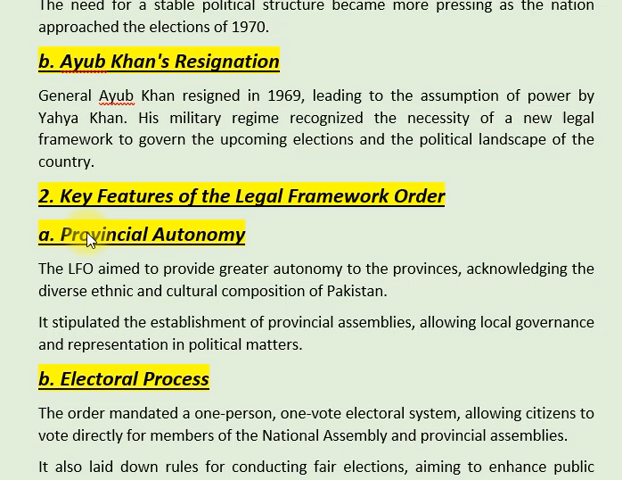 The need for a stable political structure became more pressing as the nation
approached the elections of 1970.
b. Ayub Khan's Resignation
General Ayub Khan resigned in 1969, leading to the assumption of power by
Yahya Khan. His military regime recognized the necessity of a new legal
framework to govern the upcoming elections and the political landscape of the
country.
2. Key Features of the Legal Framework Order
a. Provincial Autonomy
The LFO aimed to provide greater autonomy to the provinces, acknowledging the
diverse ethnic and cultural composition of Pakistan.
It stipulated the establishment of provincial assemblies, allowing local governance
and representation in political matters.
b. Electoral Process
The order mandated a one-person, one-vote electoral system, allowing citizens to
vote directly for members of the National Assembly and provincial assemblies.
It also laid down rules for conducting fair elections, aiming to enhance public